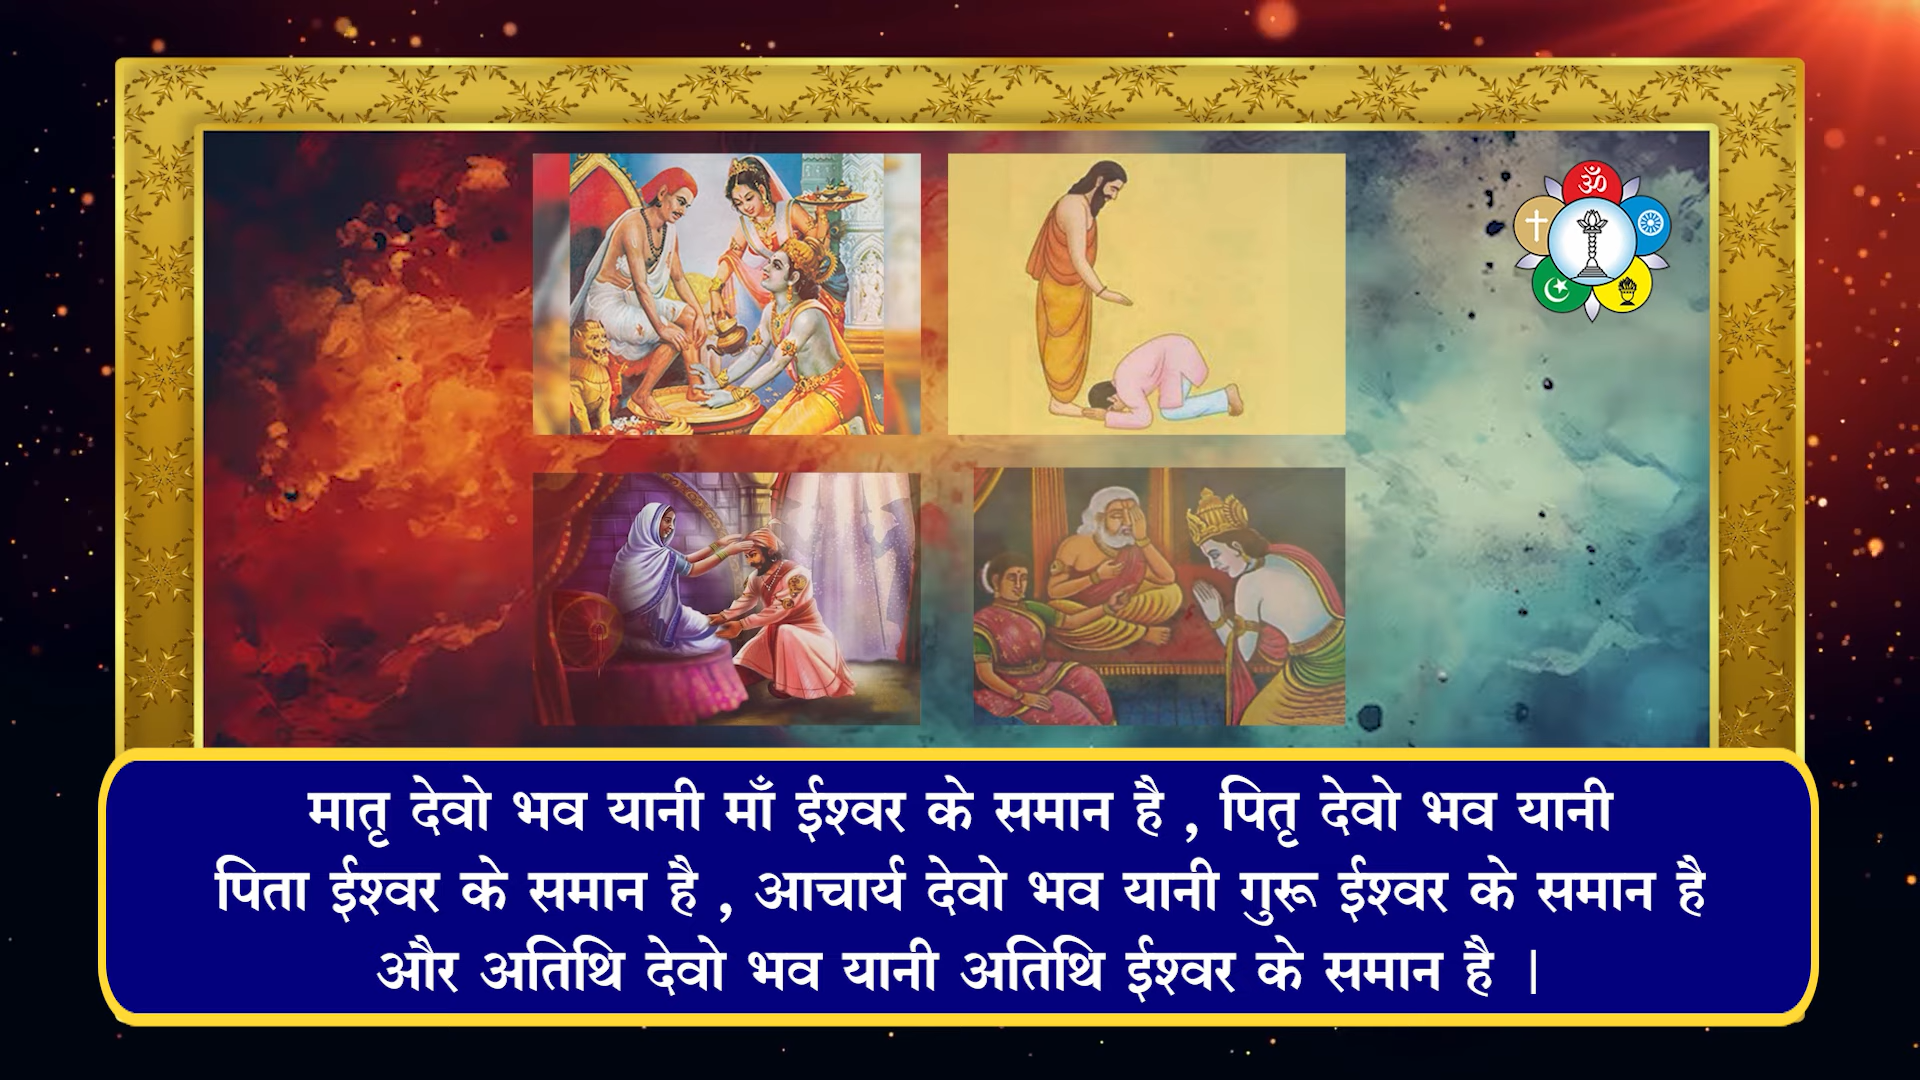 ॐ
मातृ देवो भव यानी माँ ईश्वर के समान है , पितृ देवो भव यानी
पिता ईश्वर के समान है , आचार्य देवो भव यानी गुरू ईश्वर के समान है
और अतिथि देवो भव यानी अतिथि ईश्वर के समान है |